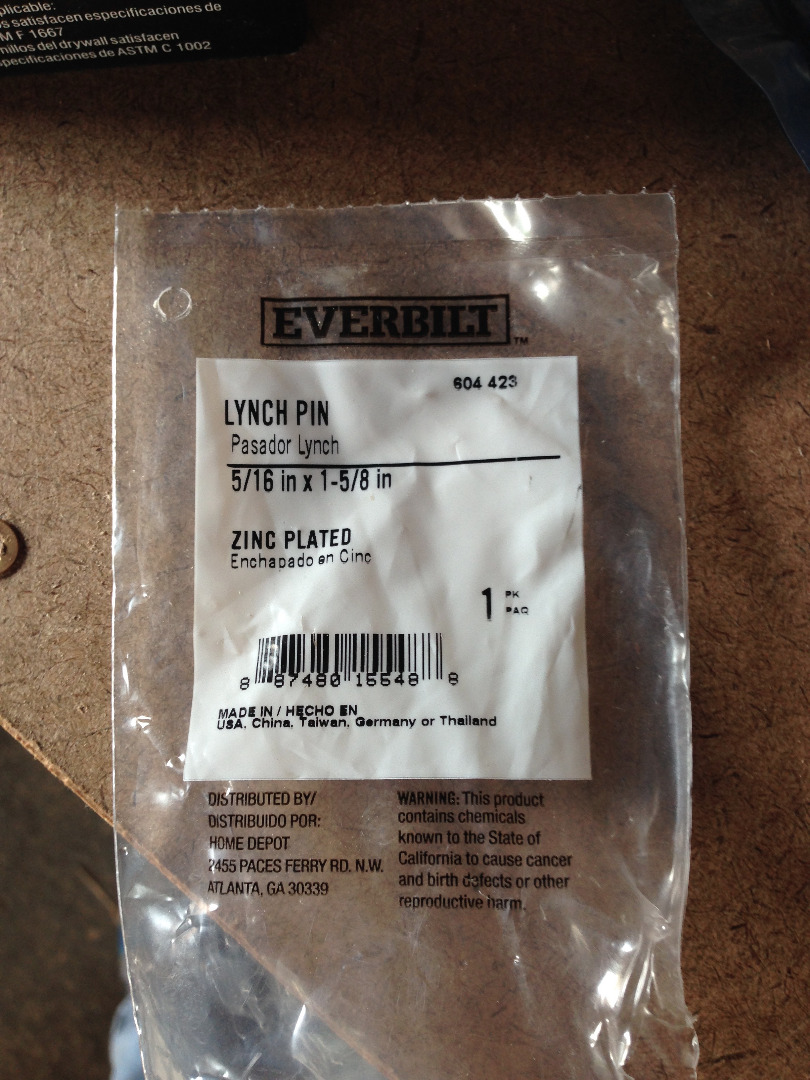 plicable:
s satisfacen especificaciones de
M F 1667
nillos del drywall satisfacen
pecificaciones de ASTM C 1002
EVERBILT™
604 423
LYNCH PIN
Pasador Lynch
5/16 in x 1-5/8 in
ZINC PLATED
Enchapado en Cinc
1 PK
PAQ
8 87480 15548 8
MADE IN / HECHO EN
USA, China, Taiwan, Germany or Thailand
DISTRIBUTED BY/
DISTRIBUIDO POR:
HOME DEPOT
2455 PACES FERRY RD. N.W.
ATLANTA, GA 30339
WARNING: This product
contains chemicals
known to the State of
California to cause cancer
and birth defects or other
reproductive harm.